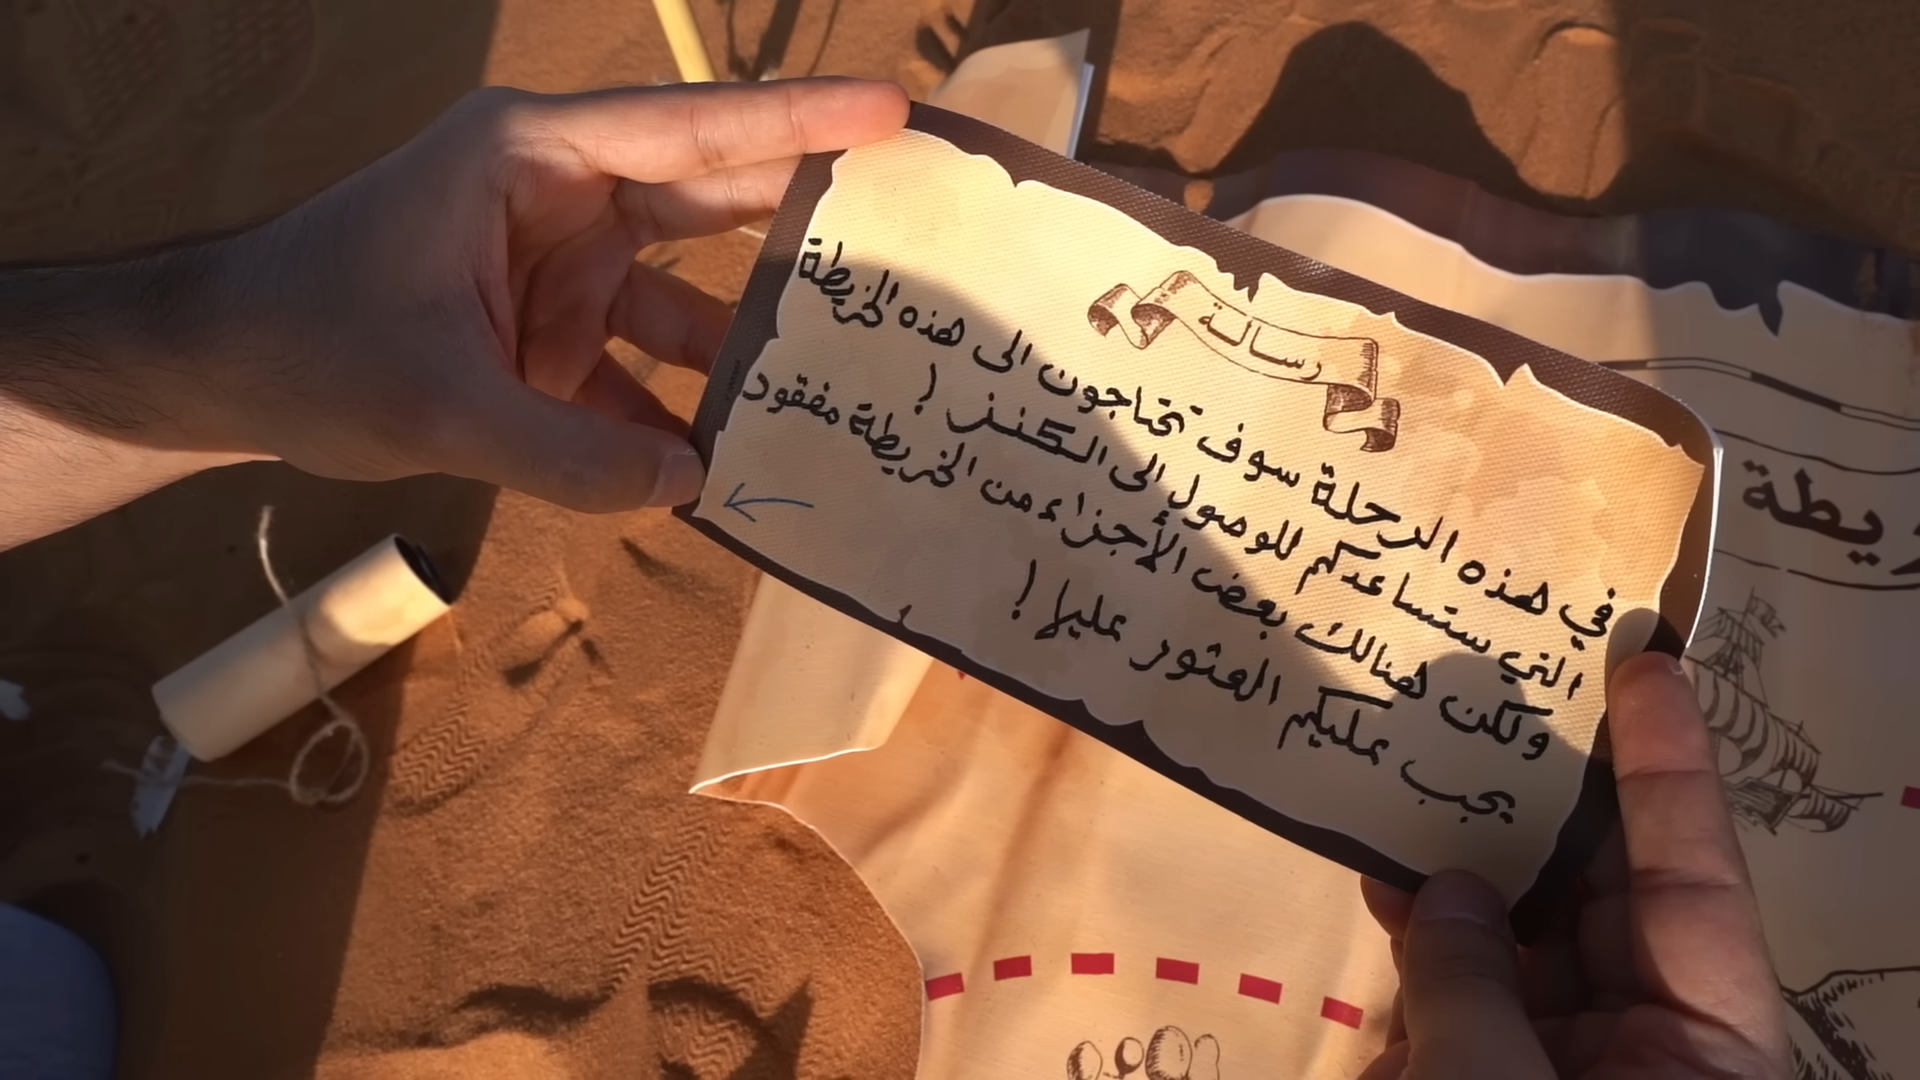 رسالة
في هذه الرحلة سوف تحتاجون الى هذه الخريطة
التي ستساعدكم للوصول الى الكنز !
ولكن هنالك بعض الأجزاء من الخريطة مفقود
يجب عليكم العثور عليها !
ريطة